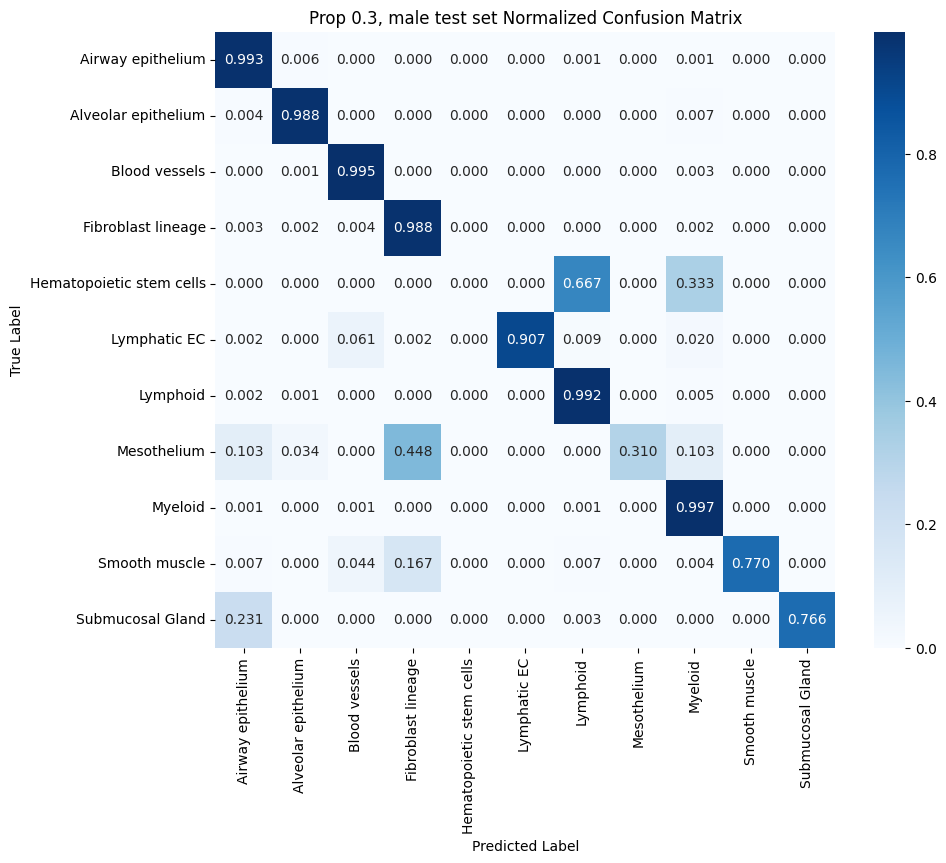 Prop 0.3, male test set Normalized Confusion Matrix
True Label
Airway epithelium 0.993 0.006 0.000 0.000 0.000 0.000 0.001 0.000 0.001 0.000 0.000
Alveolar epithelium 0.004 0.988 0.000 0.000 0.000 0.000 0.000 0.000 0.007 0.000 0.000
Blood vessels 0.000 0.001 0.995 0.000 0.000 0.000 0.000 0.000 0.003 0.000 0.000
Fibroblast lineage 0.003 0.002 0.004 0.988 0.000 0.000 0.000 0.000 0.002 0.000 0.000
Hematopoietic stem cells 0.000 0.000 0.000 0.000 0.000 0.000 0.667 0.000 0.333 0.000 0.000
Lymphatic EC 0.002 0.000 0.061 0.002 0.000 0.907 0.009 0.000 0.020 0.000 0.000
Lymphoid 0.002 0.001 0.000 0.000 0.000 0.000 0.992 0.000 0.005 0.000 0.000
Mesothelium 0.103 0.034 0.000 0.448 0.000 0.000 0.000 0.310 0.103 0.000 0.000
Myeloid 0.001 0.000 0.001 0.000 0.000 0.000 0.001 0.000 0.997 0.000 0.000
Smooth muscle 0.007 0.000 0.044 0.167 0.000 0.000 0.007 0.000 0.004 0.770 0.000
Submucosal Gland 0.231 0.000 0.000 0.000 0.000 0.000 0.003 0.000 0.000 0.000 0.766
Airway epithelium
Alveolar epithelium
Blood vessels
Fibroblast lineage
Hematopoietic stem cells
Lymphatic EC
Lymphoid
Mesothelium
Myeloid
Smooth muscle
Submucosal Gland
Predicted Label
0.8
0.6
0.4
0.2
0.0